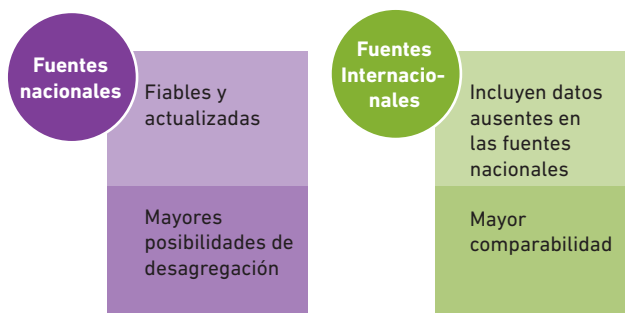 Fuentes
nacionales
Fiables y
actualizadas
Mayores
posibilidades de
desagregación
Fuentes
Internacio-
nales
Incluyen datos
ausentes en
las fuentes
nacionales
Mayor
comparabilidad